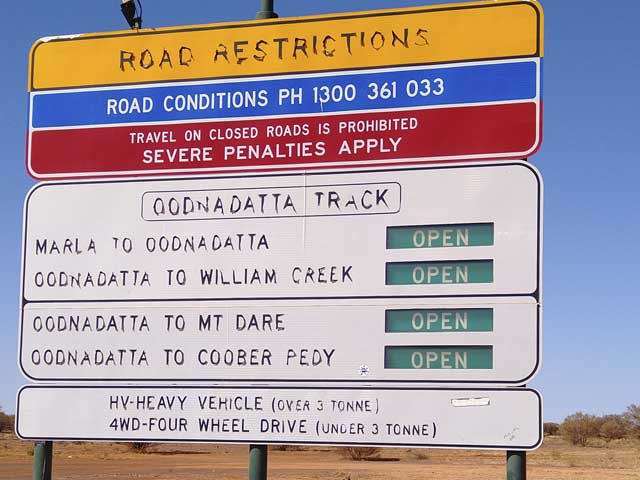 ROAD RESTRICTIONS
ROAD CONDITIONS PH 1300 361 033
TRAVEL ON CLOSED ROADS IS PROHIBITED
SEVERE PENALTIES APPLY
OODNADATTA TRACK
MARLA TO OODNADATTA OPEN
OODNADATTA TO WILLIAM CREEK OPEN
OODNADATTA TO MT DARE OPEN
OODNADATTA TO COOBER PEDY OPEN
HV-HEAVY VEHICLE (OVER 3 TONNE)
4WD-FOUR WHEEL DRIVE (UNDER 3 TONNE)